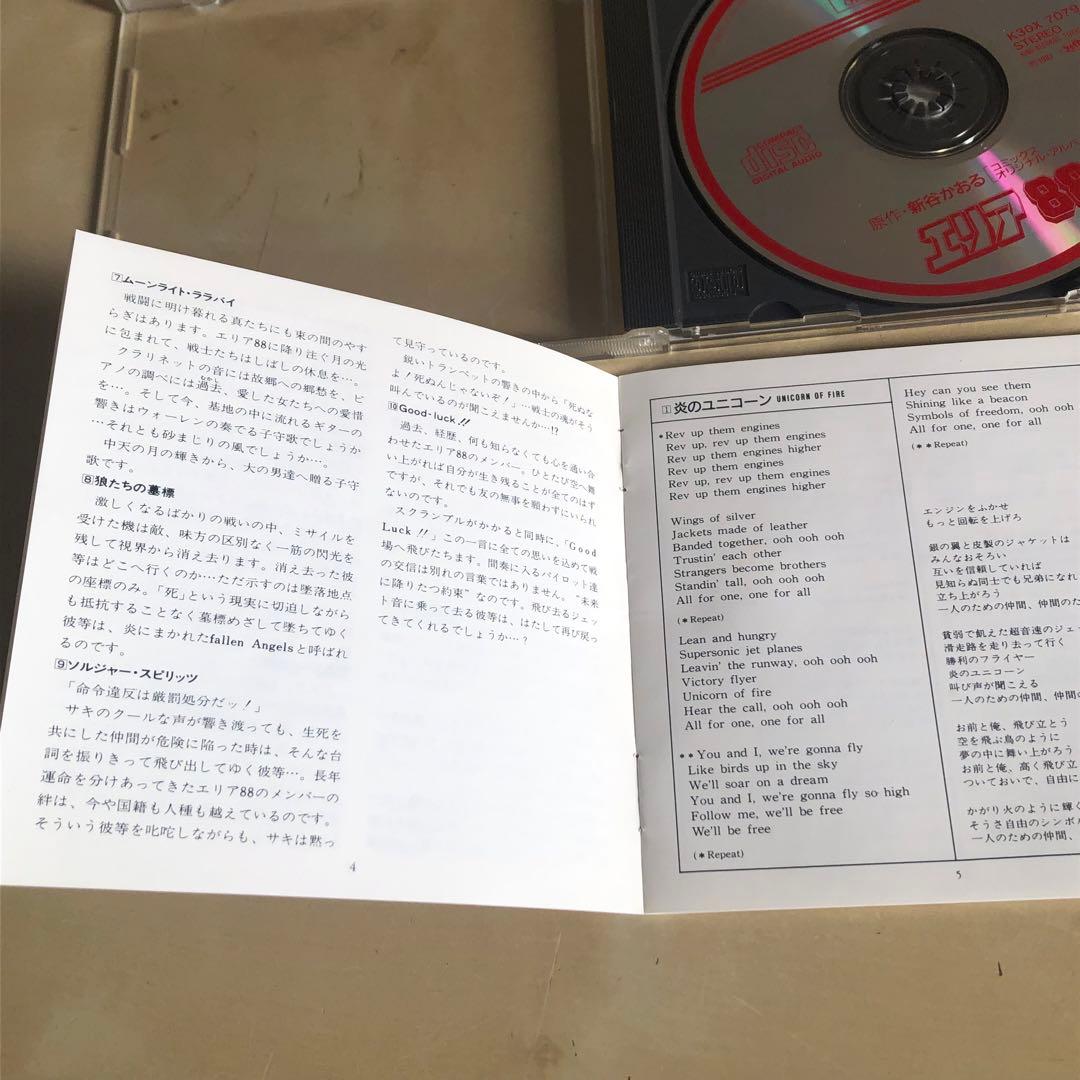 K30X 7079
STEREO
COMPACT
disc
DIGITAL AUDIO
原作・新谷かおる
コミックス
オリジナル・アルバ
エリア 88
7 ムーンライト・ララバイ
戦闘に明け暮れる真たちにも束の間のやす
らぎはあります。エリア88に降り注ぐ月の光
に包まれて、戦士たちはしばしの休息を…。
クラリネットの音には故郷への郷愁を、ピ
アノの調べには過去、愛した女たちへの愛惜
を…。そして今、基地の中に流れるギターの
響きはウォーレンの奏でる子守歌でしょうか
…それとも砂まじりの風でしょうか…。
中天の月の輝きから、大の男達へ贈る子守
歌です。
8 狼たちの墓標
激しくなるばかりの戦いの中、ミサイルを
受けた機は敵、味方の区別なく一筋の閃光を
残して視界から消え去ります。消え去った彼
等はどこへ行くのか…ただ示すのは墜落地点
の座標のみ。「死」という現実に切迫しながら
も抵抗することなく墓標めざして墜ちてゆく
彼等は、炎にまかれたfallen Angelsと呼ばれ
るのです。
9 ソルジャー・スピリッツ
「命令違反は厳罰処分だッ！」
サキのクールな声が響き渡っても、生死を
共にした仲間が危険に陥った時は、そんな台
詞を振りきって飛び出してゆく彼等…。長年
運命を分けあってきたエリア88のメンバーの
絆は、今や国籍も人種も越えているのです。
そういう彼等を叱咤しながらも、サキは黙っ
て見守っているのです。
鋭いトランペットの響きの中から「死ぬな
よ！死ぬんじゃないぞ！」…戦士の魂がそう
叫んでいるのが聞こえませんか…!?
10 Good-luck.!!
過去、経歴、何も知らなくても心を通い合
わせたエリア88のメンバー。ひとたび空へ舞
い上がれば自分が生き残ることが全てのはず
ですが、それでも友の無事を願わずにいられ
ないのです。
スクランブルがかかると同時に、「Good
Luck !!」この一言に全ての思いを込めて戦
場へ飛びたちます。間奏に入るパイロット達
の交信は別れの言葉ではありません。“未来
に降りたつ約束”なのです。飛び去るジェッ
ト音に乗って去る彼等は、はたして再び戻っ
てきてくれるでしょうか…？
4
1 炎のユニコーン UNICORN OF FIRE
*Rev up them engines
Rev up, rev up them engines
Rev up them engines higher
Rev up them engines
Rev up, rev up them engines
Rev up them engines higher
Wings of silver
Jackets made of leather
Banded together, ooh ooh ooh
Trustin' each other
Strangers become brothers
Standin' tall, ooh ooh ooh
All for one, one for all
(*Repeat)
Lean and hungry
Supersonic jet planes
Leavin' the runway, ooh ooh ooh
Victory flyer
Unicorn of fire
Hear the call, ooh ooh ooh
All for one, one for all
**You and I, we're gonna fly
Like birds up in the sky
We'll soar on a dream
You and I, we're gonna fly so high
Follow me, we'll be free
We'll be free
(*Repeat)
Hey can you see them
Shining like a beacon
Symbols of freedom, ooh ooh
All for one, one for all
(**Repeat)
エンジンをふかせ
もっと回転を上げろ
銀の翼と皮製のジャケットは
みんなおそろい
互いを信頼していれば
見知らぬ同士でも兄弟になれ
立ち上がろう
一人のための仲間、仲間の
貧弱で飢えた超音速のジェ
滑走路を走り去って行く
勝利のフライヤー
炎のユニコーン
叫び声が聞こえる
一人のための仲間、仲間
お前と俺、飛び立とう
空を飛ぶ鳥のように
夢の中に舞い上がろう
お前と俺、高く飛び立
ついておいで、自由に
かがり火のように輝く
そうさ自由のシンボル
一人のための仲間、
5